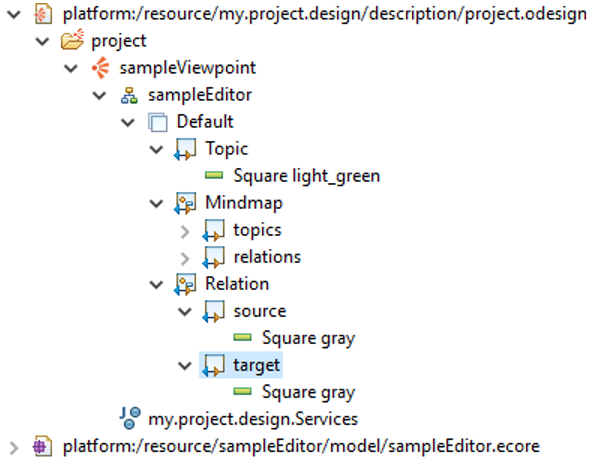 platform:/resource/my.project.design/description/project.odesign
project
sampleViewpoint
sampleEditor
Default
Topic
Square light_green
Mindmap
topics
relations
Relation
source
Square gray
target
Square gray
my.project.design.Services
platform:/resource/sampleEditor/model/sampleEditor.ecore